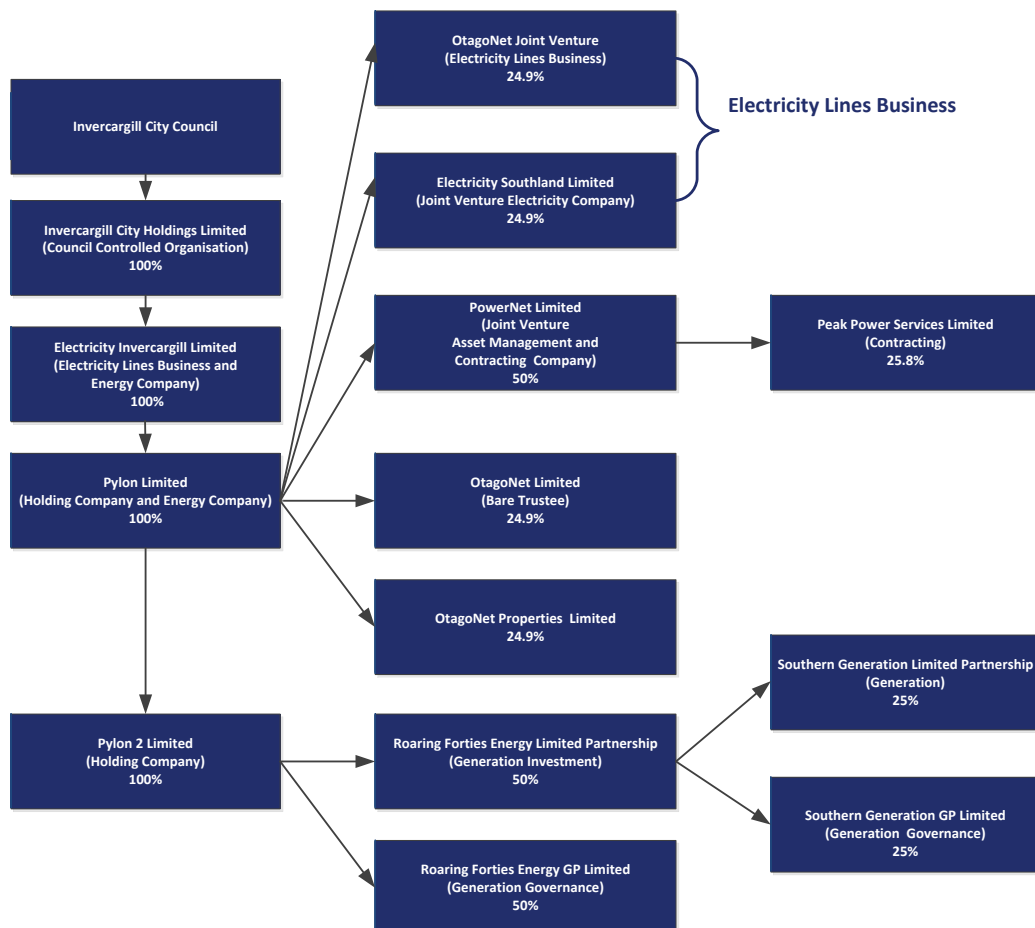 Invercargill City Council
Invercargill City Holdings Limited
(Council Controlled Organisation)
100%
Electricity Invercargill Limited
(Electricity Lines Business and
Energy Company)
100%
Pylon Limited
(Holding Company and Energy Company)
100%
Pylon 2 Limited
(Holding Company)
100%
OtagoNet Joint Venture
(Electricity Lines Business)
24.9%
Electricity Southland Limited
(Joint Venture Electricity Company)
24.9%
Electricity Lines Business
PowerNet Limited
(Joint Venture
Asset Management and
Contracting Company)
50%
Peak Power Services Limited
(Contracting)
25.8%
OtagoNet Limited
(Bare Trustee)
24.9%
OtagoNet Properties Limited
24.9%
Roaring Forties Energy Limited Partnership
(Generation Investment)
50%
Roaring Forties Energy GP Limited
(Generation Governance)
50%
Southern Generation Limited Partnership
(Generation)
25%
Southern Generation GP Limited
(Generation Governance)
25%